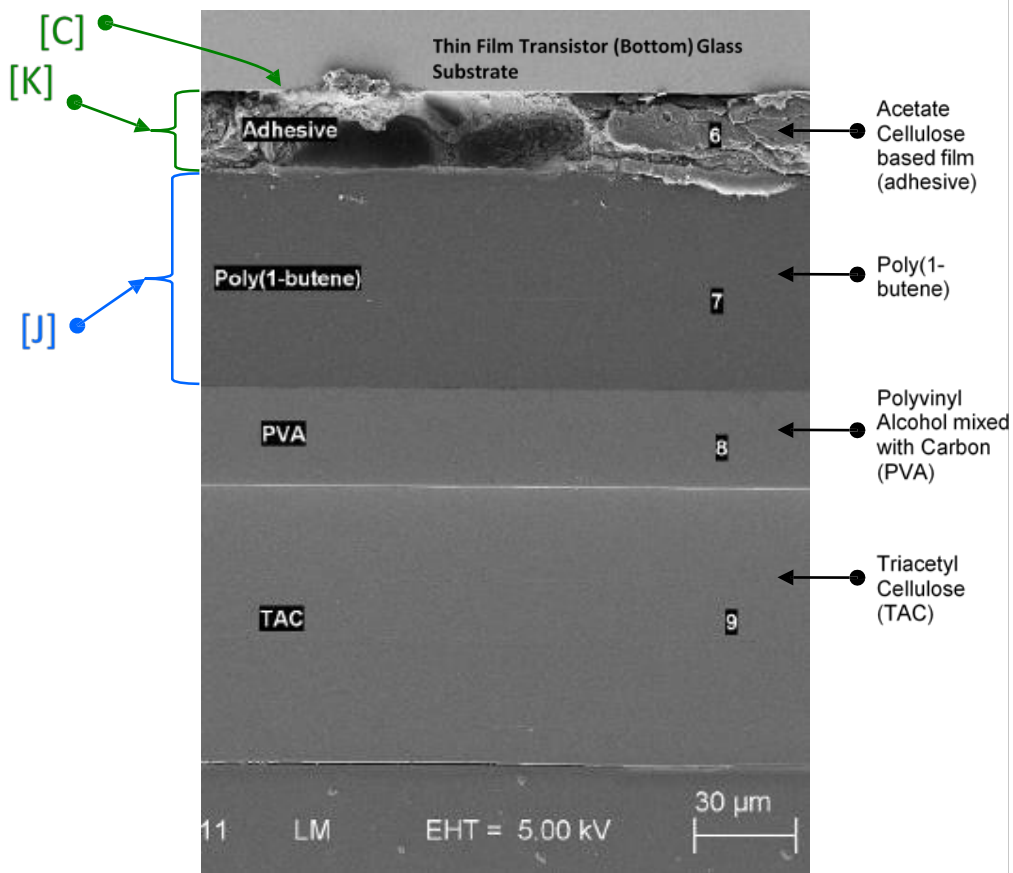 [C]
Thin Film Transistor (Bottom) Glass
Substrate
[K]
Adhesive
6
Acetate
Cellulose
based film
(adhesive)
Poly(1-butene)
7
Poly(1-
butene)
[J]
PVA
8
Polyvinyl
Alcohol mixed
with Carbon
(PVA)
TAC
9
Triacetyl
Cellulose
(TAC)
30 µm
11 LM EHT = 5.00 kV